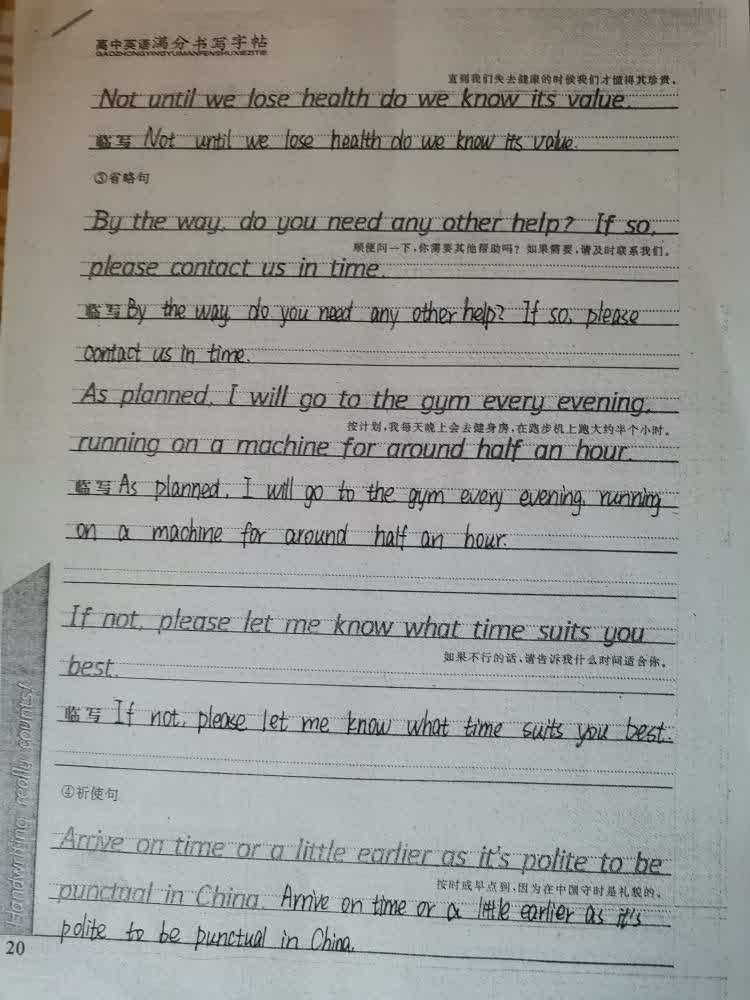 高中英语满分书写字帖
GAOZHONGYINGYUMANFENSHUXIEZITIE
直到我们失去健康的时候我们才懂得其珍贵。
Not until we lose health do we know its value.
临写 Not until we lose health do we know its value.
③省略句
By the way, do you need any other help? If so,
顺便问一下,你需要其他帮助吗?如果需要,请及时联系我们。
please contact us in time.
临写 By the way, do you need any other help? If so, please
contact us in time.
As planned, I will go to the gym every evening,
按计划,我每天晚上会去健身房,在跑步机上跑大约半个小时。
running on a machine for around half an hour.
临写 As planned, I will go to the gym every evening, running
on a machine for around half an hour.
If not, please let me know what time suits you
如果不行的话,请告诉我什么时间适合你。
best.
临写 If not, please let me know what time suits you best.
④祈使句
Arrive on time or a little earlier as it's polite to be
按时或早点到,因为在中国守时是礼貌的。
punctual in China. Arrive on time or a little earlier as it's
polite to be punctual in China.
Handwriting really counts!
20